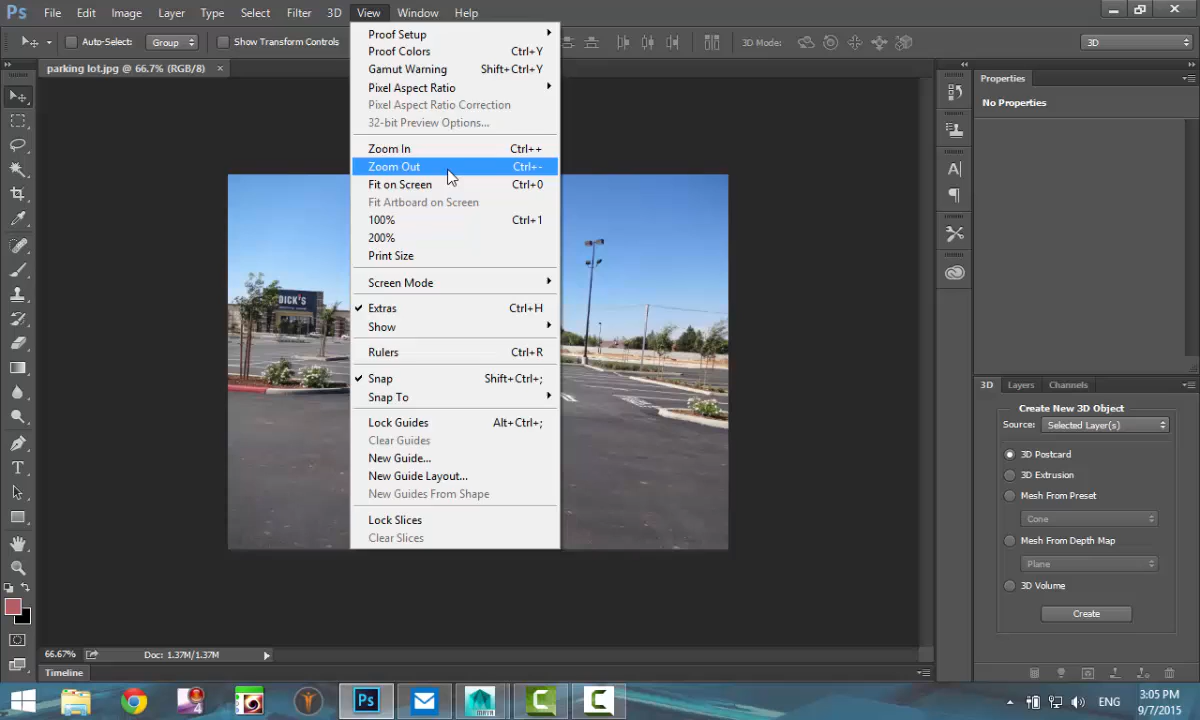 Ps File Edit Image Layer Type Select Filter 3D View Window Help
Auto-Select: Group Show Transform Controls 3D Mode: 3D
parking lot.jpg @ 66.7% (RGB/8) ×
Proof Setup
Proof Colors Ctrl+Y
Gamut Warning Shift+Ctrl+Y
Pixel Aspect Ratio
Pixel Aspect Ratio Correction
32-bit Preview Options...
Zoom In Ctrl++
Zoom Out Ctrl+-
Fit on Screen Ctrl+0
Fit Artboard on Screen
100% Ctrl+1
200%
Print Size
Screen Mode
Extras Ctrl+H
Show
Rulers Ctrl+R
Snap Shift+Ctrl+;
Snap To
Lock Guides Alt+Ctrl+;
Clear Guides
New Guide...
New Guide Layout...
New Guides From Shape
Lock Slices
Clear Slices
DICK'S
Properties
No Properties
3D Layers Channels
Create New 3D Object
Source: Selected Layer(s)
3D Postcard
3D Extrusion
Mesh From Preset
Cone
Mesh From Depth Map
Plane
3D Volume
Create
66.67% Doc: 1.37M/1.37M
Timeline
4 Ps ENG
3:05 PM
9/7/2015